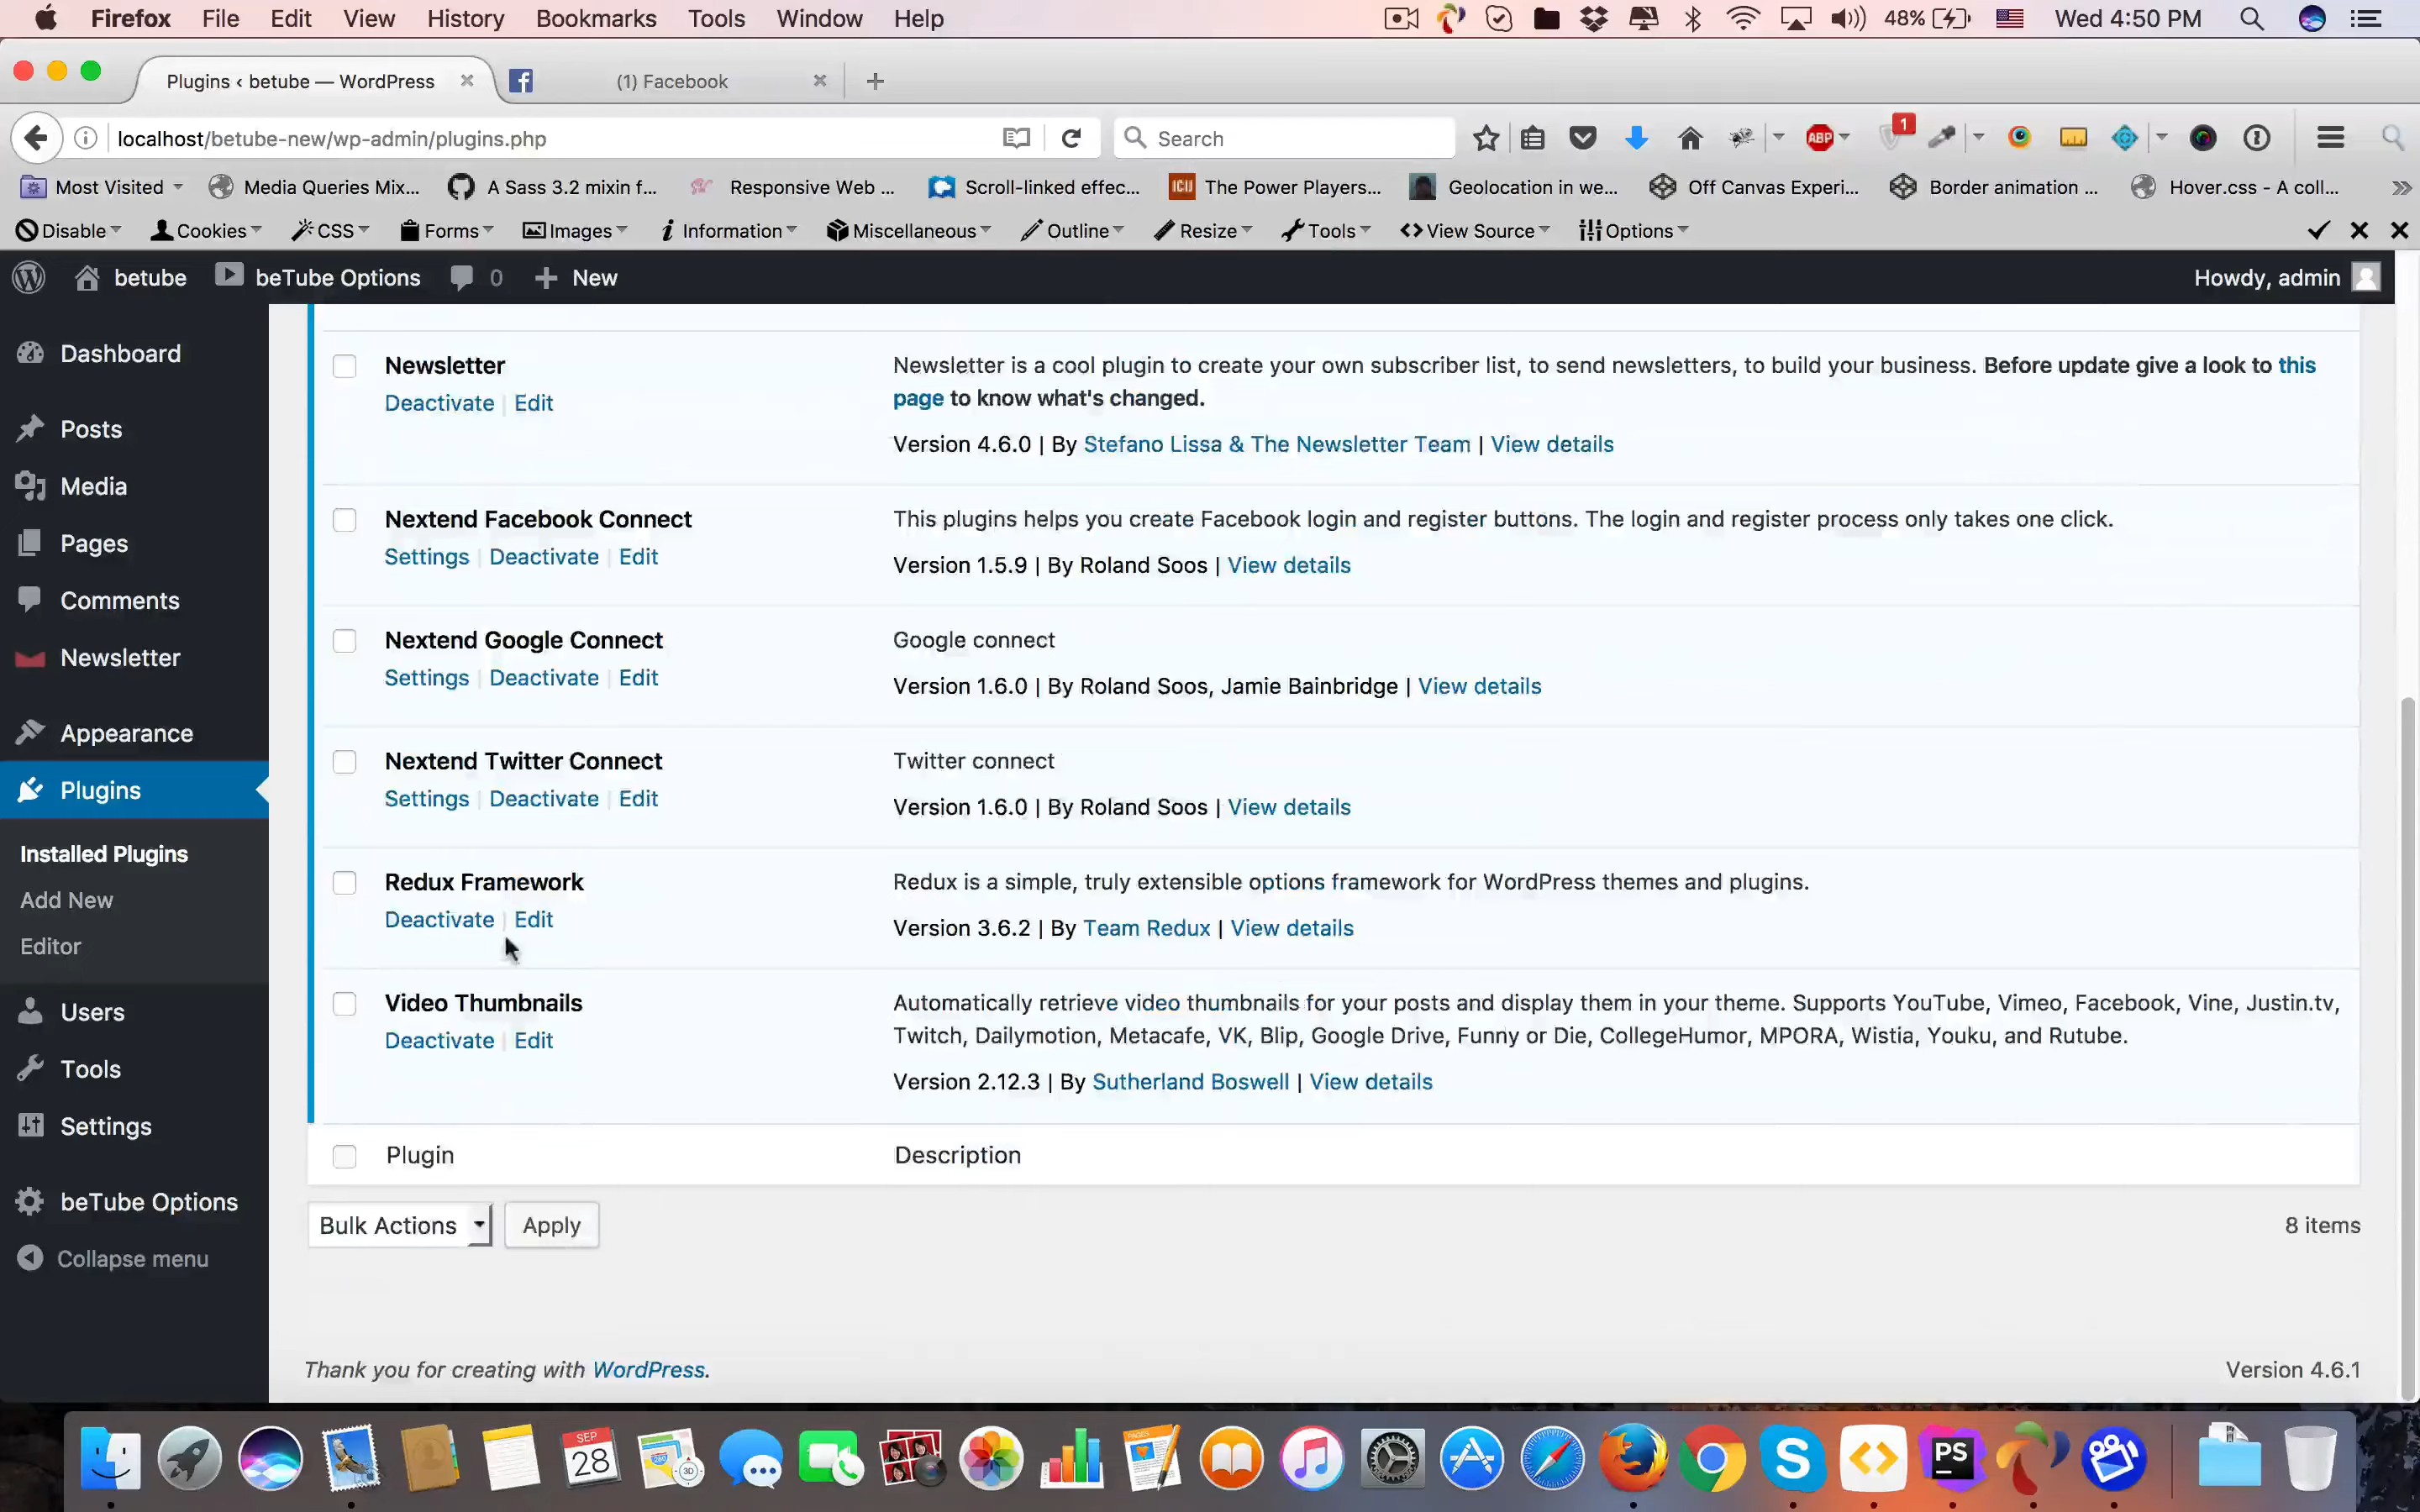 Firefox File Edit View History Bookmarks Tools Window Help 48% Wed 4:50 PM
Plugins ‹ betube — WordPress (1) Facebook
localhost/betube-new/wp-admin/plugins.php Search ABP 1
Most Visited Media Queries Mix... A Sass 3.2 mixin f... Responsive Web ... Scroll-linked effec... The Power Players... Geolocation in we... Off Canvas Experi... Border animation ... Hover.css - A coll...
Disable Cookies CSS Forms Images Information Miscellaneous Outline Resize Tools View Source Options
betube beTube Options 0 New Howdy, admin
Dashboard
Posts
Media
Pages
Comments
Newsletter
Appearance
Plugins
Installed Plugins
Add New
Editor
Users
Tools
Settings
beTube Options
Collapse menu
Newsletter
Deactivate | Edit
Newsletter is a cool plugin to create your own subscriber list, to send newsletters, to build your business. Before update give a look to this
page to know what's changed.
Version 4.6.0 | By Stefano Lissa & The Newsletter Team | View details
Nextend Facebook Connect
Settings | Deactivate | Edit
This plugins helps you create Facebook login and register buttons. The login and register process only takes one click.
Version 1.5.9 | By Roland Soos | View details
Nextend Google Connect
Settings | Deactivate | Edit
Google connect
Version 1.6.0 | By Roland Soos, Jamie Bainbridge | View details
Nextend Twitter Connect
Settings | Deactivate | Edit
Twitter connect
Version 1.6.0 | By Roland Soos | View details
Redux Framework
Deactivate | Edit
Redux is a simple, truly extensible options framework for WordPress themes and plugins.
Version 3.6.2 | By Team Redux | View details
Video Thumbnails
Deactivate | Edit
Automatically retrieve video thumbnails for your posts and display them in your theme. Supports YouTube, Vimeo, Facebook, Vine, Justin.tv,
Twitch, Dailymotion, Metacafe, VK, Blip, Google Drive, Funny or Die, CollegeHumor, MPORA, Wistia, Youku, and Rutube.
Version 2.12.3 | By Sutherland Boswell | View details
Plugin Description
Bulk Actions Apply 8 items
Thank you for creating with WordPress. Version 4.6.1
SEP
28
3D
PAGES
PS